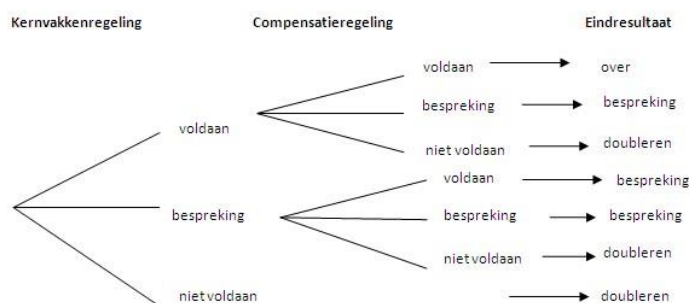 Kernvakkenregeling Compensatieregeling Eindresultaat
voldaan over
bespreking bespreking
voldaan
niet voldaan doubleren
voldaan bespreking
bespreking bespreking bespreking
niet voldaan doubleren
niet voldaan doubleren